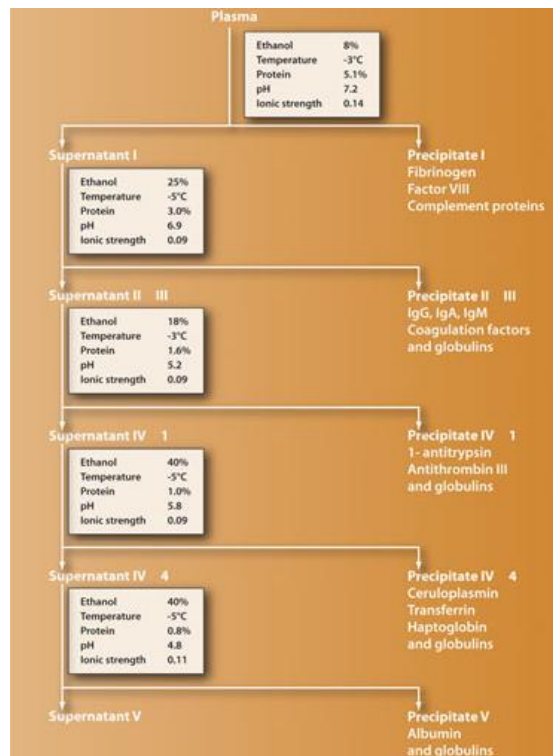 Plasma
Ethanol 8%
Temperature -3°C
Protein 5.1%
pH 7.2
Ionic strength 0.14
Supernatant I
Precipitate I
Fibrinogen
Factor VIII
Complement proteins
Ethanol 25%
Temperature -5°C
Protein 3.0%
pH 6.9
Ionic strength 0.09
Supernatant II III
Precipitate II III
IgG, IgA, IgM
Coagulation factors
and globulins
Ethanol 18%
Temperature -3°C
Protein 1.6%
pH 5.2
Ionic strength 0.09
Supernatant IV 1
Precipitate IV 1
1- antitrypsin
Antithrombin III
and globulins
Ethanol 40%
Temperature -5°C
Protein 1.0%
pH 5.8
Ionic strength 0.09
Supernatant IV 4
Precipitate IV 4
Ceruloplasmin
Transferrin
Haptoglobin
and globulins
Ethanol 40%
Temperature -5°C
Protein 0.8%
pH 4.8
Ionic strength 0.11
Supernatant V
Precipitate V
Albumin
and globulins